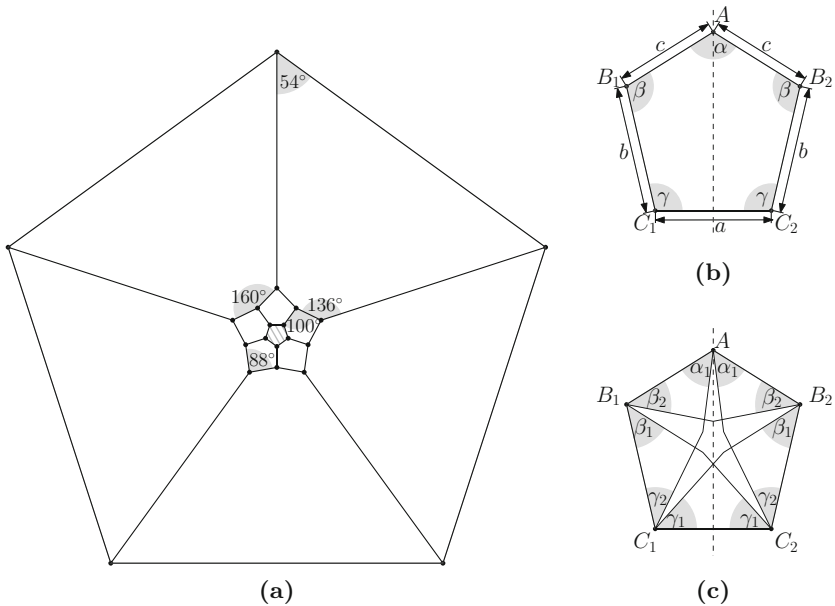 54°
160°
136°
100°
88°
(a)
A
c
c
α
B₁
B₂
β
β
b
b
γ
γ
C₁
C₂
a
(b)
A
α₁
α₁
B₁
B₂
β₂
β₂
β₁
β₁
γ₂
γ₂
γ₁
γ₁
C₁
C₂
(c)